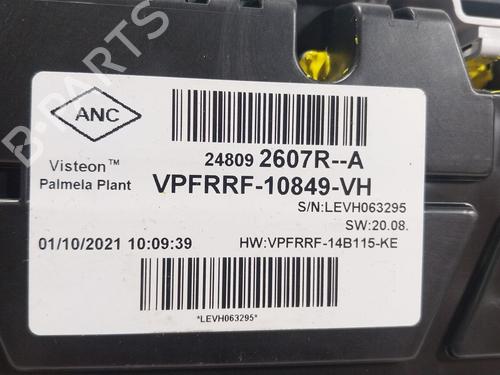 B-PARTS
ANC
Visteon™
Palmela Plant
24809 2607R--A
VPFRRF-10849-VH
S/N:LEVH063295
SW:20.08.
01/10/2021 10:09:39
HW:VPFRRF-14B115-KE
*LEVH063295*